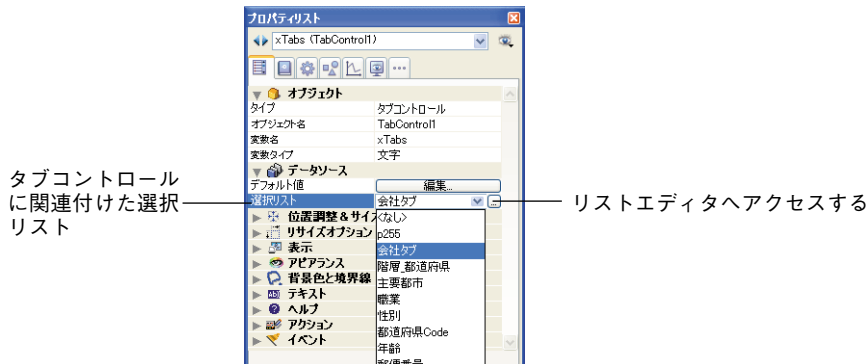 プロパティリスト
xTabs (TabControl1)
オブジェクト
タイプ タブコントロール
オブジェクト名 TabControl1
変数名 xTabs
変数タイプ 文字
データソース
デフォルト値 編集...
選択リスト 会社タブ ...
位置調整＆サイズ
<なし>
リサイズオプション
p255
表示
会社タブ
アピアランス
階層_都道府県
背景色と境界線
主要都市
テキスト
職業
ヘルプ
性別
アクション
都道府県Code
イベント
年齢
郵便番号
タブコントロール
に関連付けた選択
リスト
リストエディタへアクセスする